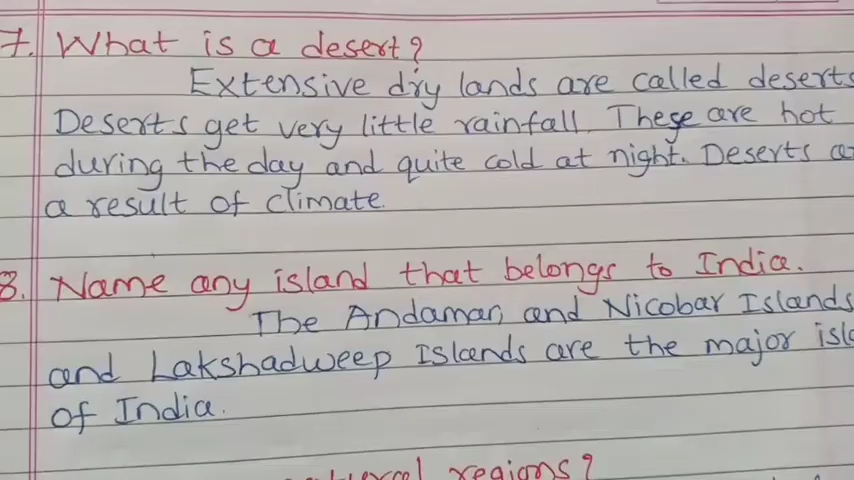 7. What is a desert?
Extensive dry lands are called deserts
Deserts get very little rainfall. These are hot
during the day and quite cold at night. Deserts
a result of climate.
8. Name any island that belongs to India.
The Andaman and Nicobar Islands
and Lakshadweep Islands are the major
of India.
regions?